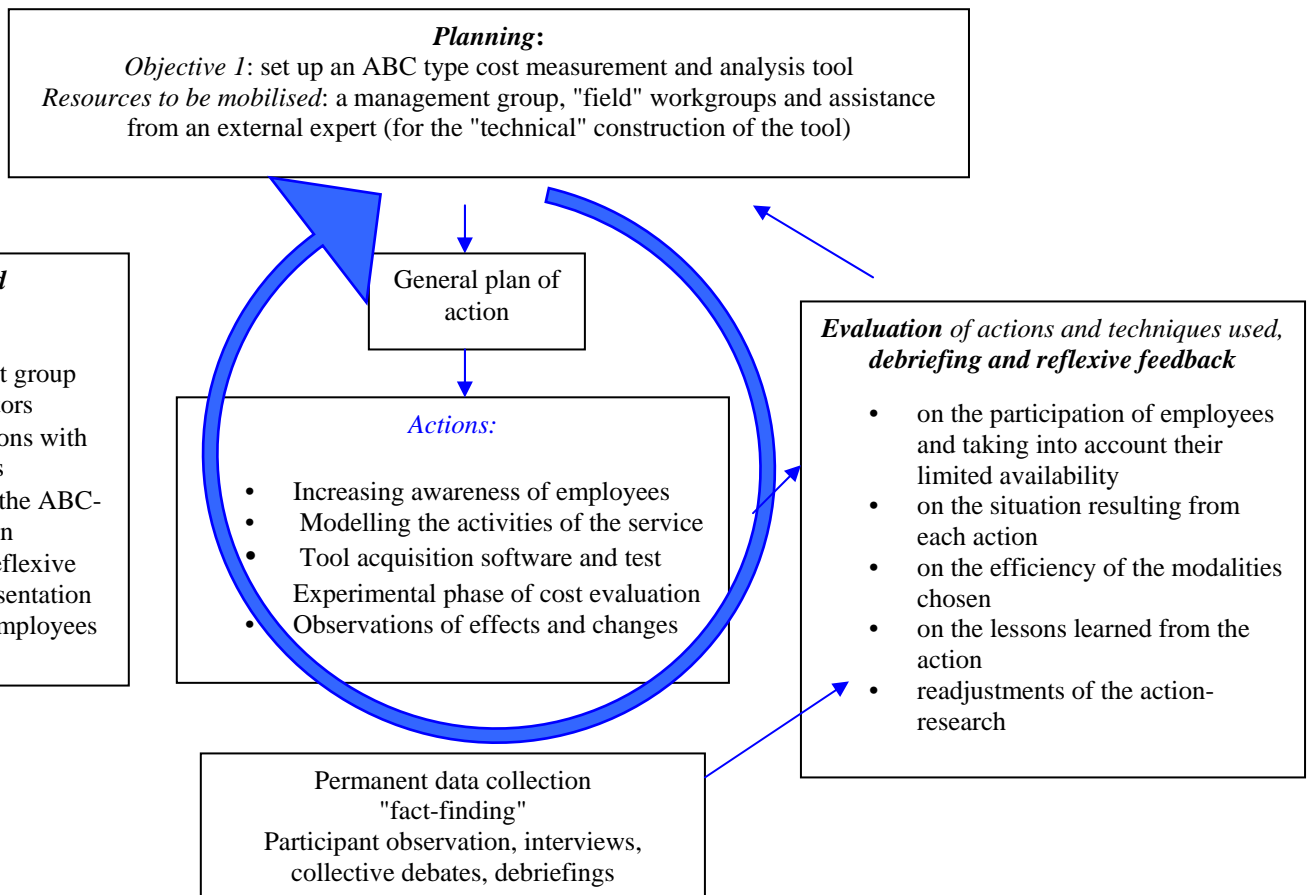 Planning:
Objective 1: set up an ABC type cost measurement and analysis tool
Resources to be mobilised: a management group, "field" workgroups and assistance
from an external expert (for the "technical" construction of the tool)
General plan of
action
t group
ons with
the ABC-
eflexive
sentation
mployees
Actions:
• Increasing awareness of employees
• Modelling the activities of the service
• Tool acquisition software and test
Experimental phase of cost evaluation
• Observations of effects and changes
Evaluation of actions and techniques used,
debriefing and reflexive feedback
• on the participation of employees
and taking into account their
limited availability
• on the situation resulting from
each action
• on the efficiency of the modalities
chosen
• on the lessons learned from the
action
• readjustments of the action-
research
Permanent data collection
"fact-finding"
Participant observation, interviews,
collective debates, debriefings